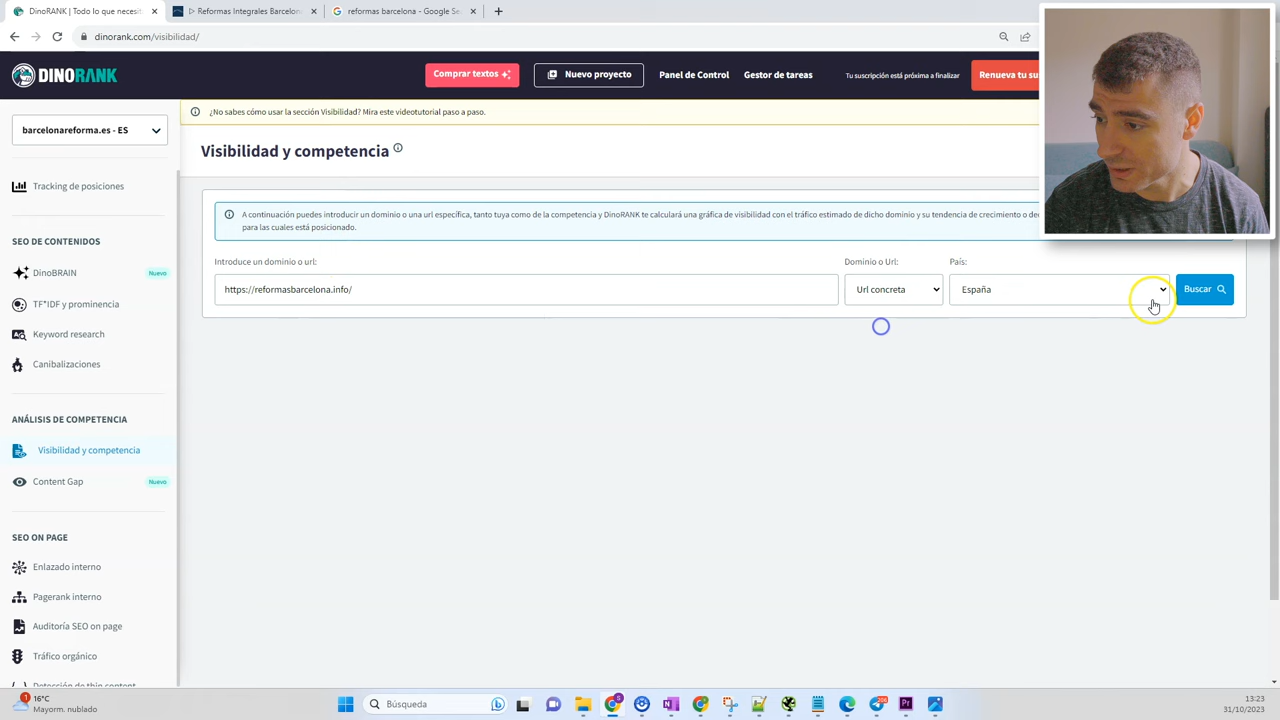 DinoRANK | Todo lo que necesit
▷ Reformas Integrales Barcelon
reformas barcelona - Google Se
dinorank.com/visibilidad/
DINORANK
Comprar textos
Nuevo proyecto
Panel de Control
Gestor de tareas
Tu suscripción está próxima a finalizar
Renueva tu su
barcelonareforma.es - ES
¿No sabes cómo usar la sección Visibilidad? Mira este videotutorial paso a paso.
Visibilidad y competencia
Tracking de posiciones
SEO DE CONTENIDOS
DinoBRAIN
Nuevo
TF*IDF y prominencia
Keyword research
Canibalizaciones
ANÁLISIS DE COMPETENCIA
Visibilidad y competencia
Content Gap
Nuevo
SEO ON PAGE
Enlazado interno
Pagerank interno
Auditoría SEO on page
Tráfico orgánico
Detección de thin content
A continuación puedes introducir un dominio o una url específica, tanto tuya como de la competencia y DinoRANK te calculará una gráfica de visibilidad con el tráfico estimado de dicho dominio y su tendencia de crecimiento o dec
para las cuales está posicionado.
Introduce un dominio o url:
Dominio o Url:
País:
https://reformasbarcelona.info/
Url concreta
España
Buscar
16°C
Mayorm. nublado
Búsqueda
13:23
31/10/2023